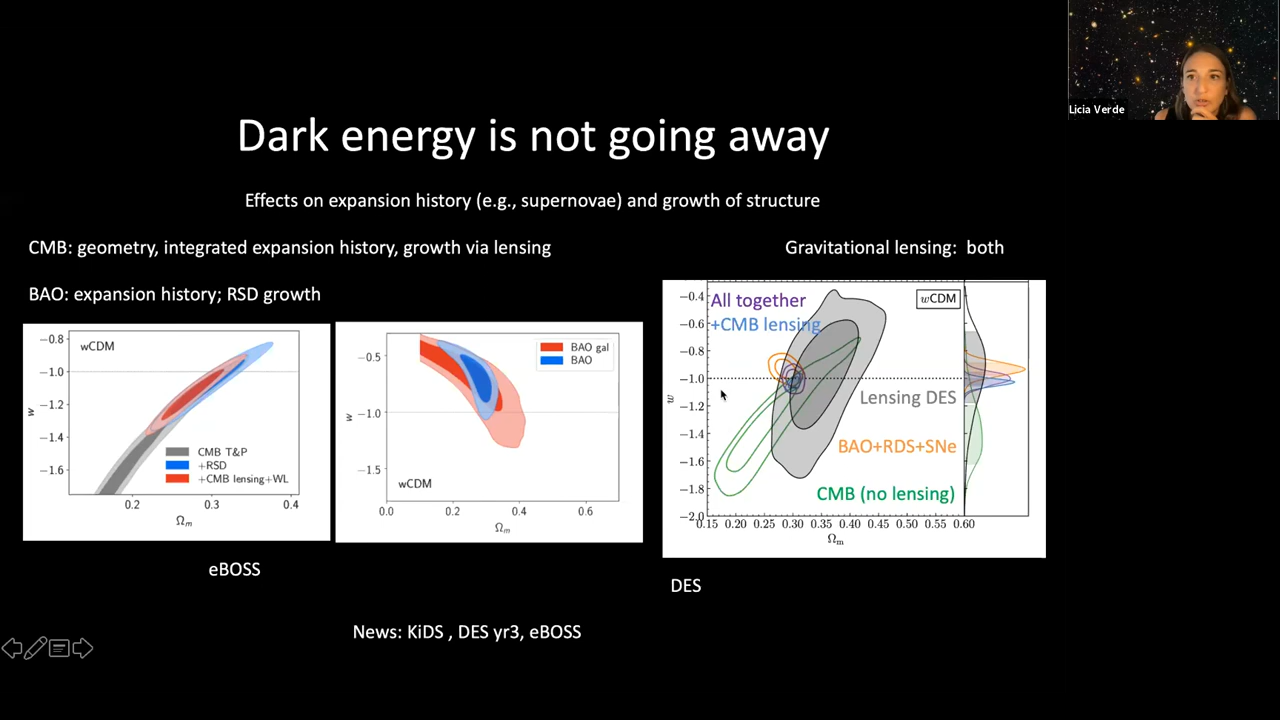 Licia Verde
Dark energy is not going away
Effects on expansion history (e.g., supernovae) and growth of structure
CMB: geometry, integrated expansion history, growth via lensing
Gravitational lensing: both
BAO: expansion history; RSD growth
wCDM
−0.8
−1.0
−1.2
−1.4
−1.6
w
CMB T&P
+RSD
+CMB lensing+WL
0.2 0.3 0.4
Ωm
BAO gal
BAO
−0.5
−1.0
−1.5
w
wCDM
0.0 0.2 0.4 0.6
Ωm
All together
+CMB lensing
wCDM
−0.4
−0.6
−0.8
−1.0
−1.2
−1.4
−1.6
−1.8
−2.0
w
Lensing DES
BAO+RDS+SNe
CMB (no lensing)
0.15 0.20 0.25 0.30 0.35 0.40 0.45 0.50 0.55 0.60
Ωm
eBOSS
DES
News: KiDS , DES yr3, eBOSS